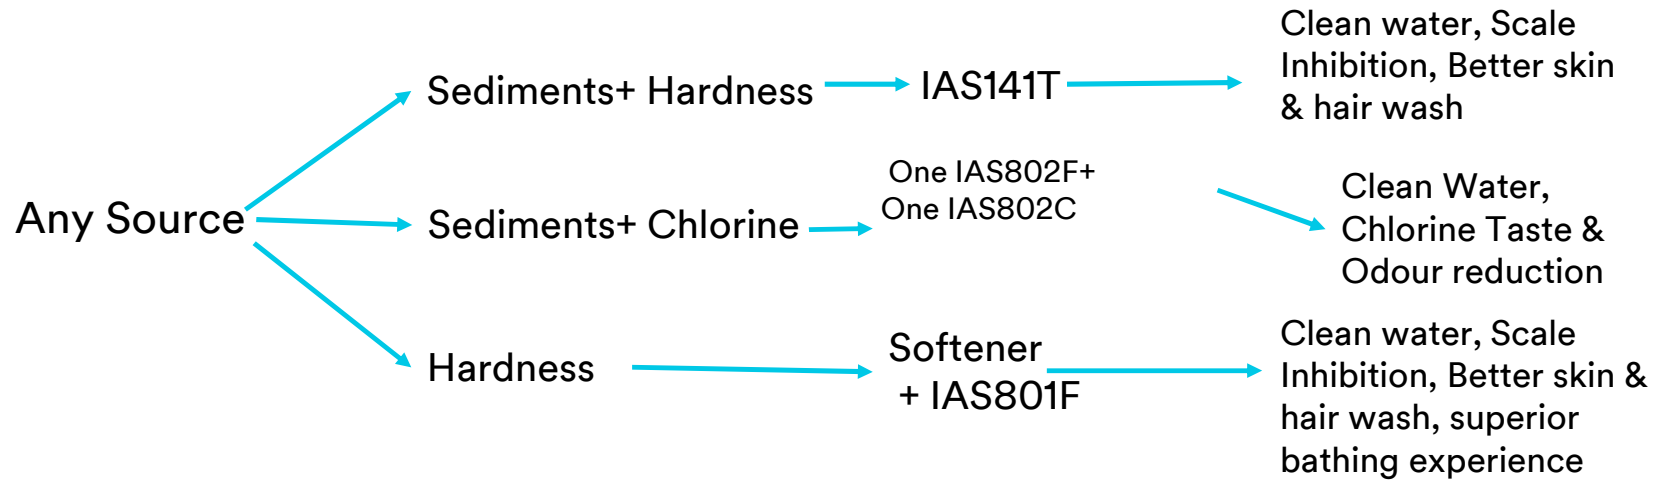 Any Source
Sediments+ Hardness
IAS141T
Clean water, Scale
Inhibition, Better skin
& hair wash
Sediments+ Chlorine
One IAS802F+
One IAS802C
Clean Water,
Chlorine Taste &
Odour reduction
Hardness
Softener
+ IAS801F
Clean water, Scale
Inhibition, Better skin &
hair wash, superior
bathing experience